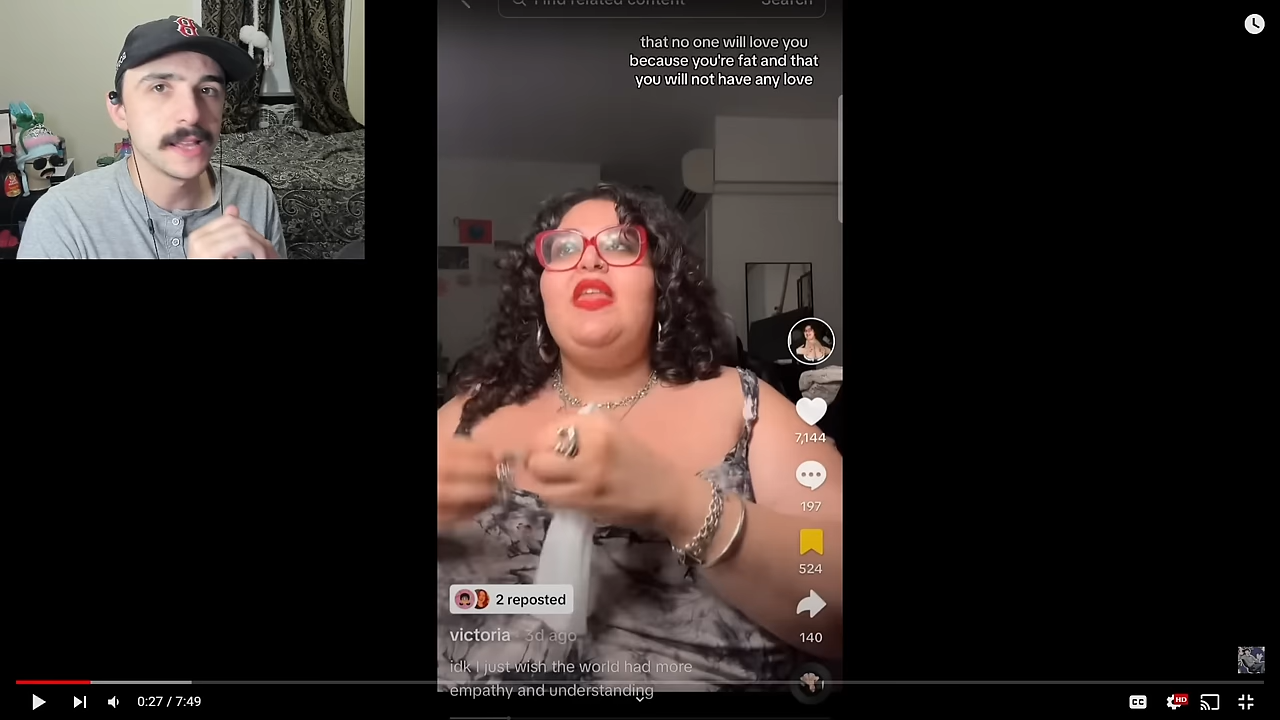 Find related content Search
that no one will love you
because you're fat and that
you will not have any love
7,144
197
524
2 reposted
140
victoria 3d ago
idk I just wish the world had more
empathy and understanding
0:27 / 7:49
CC
HD